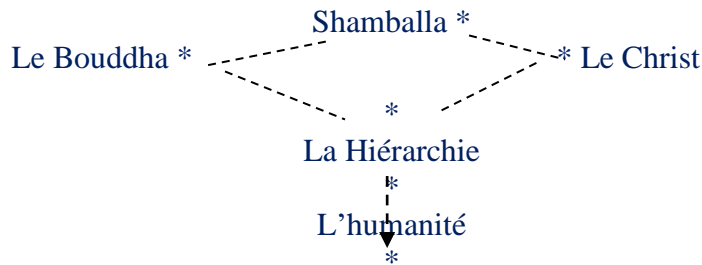 Shamballa *
Le Bouddha * * Le Christ
*
La Hiérarchie
*
L’humanité
*